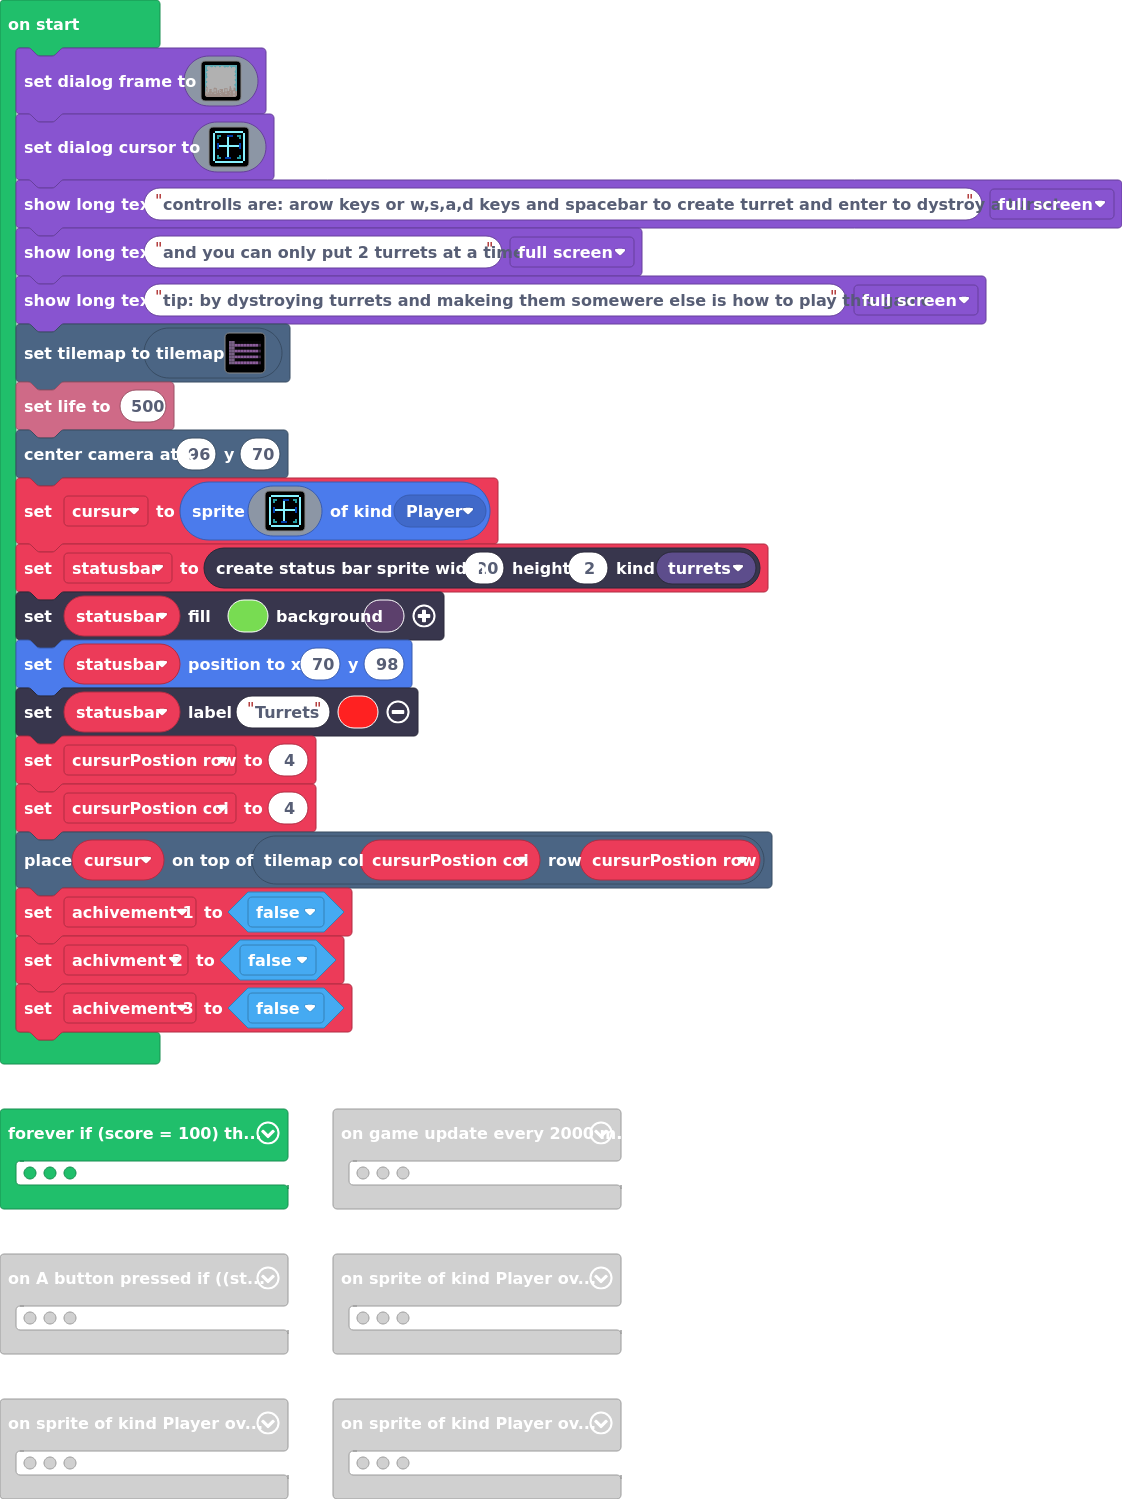 on start
set dialog frame to
set dialog cursor to
show long tex "controlls are: arow keys or w,s,a,d keys and spacebar to create turret and enter to dystroy" full screen
show long tex "and you can only put 2 turrets at a time" full screen
show long tex "tip: by dystroying turrets and makeing them somewere else is how to play" full screen
set tilemap to tilemap
set life to 500
center camera at 96 y 70
set cursur to sprite of kind Player
set statusbar to create status bar sprite wid 20 height 2 kind turrets
set statusbar fill background
set statusbar position to x 70 y 98
set statusbar label "Turrets"
set cursurPostion row to 4
set cursurPostion col to 4
place cursur on top of tilemap col cursurPostion col row cursurPostion row
set achivement 1 to false
set achivment 2 to false
set achivement 3 to false
forever if (score = 100) th...
on game update every 2000 m...
on A button pressed if ((st...
on sprite of kind Player ov...
on sprite of kind Player ov...
on sprite of kind Player ov...